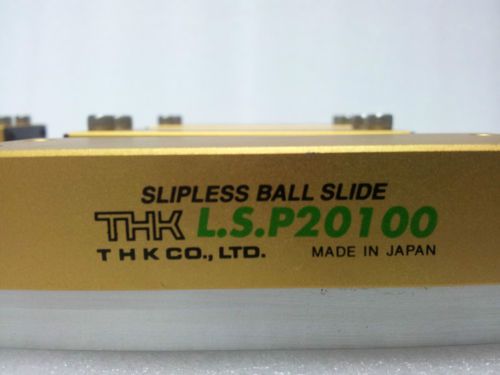 SLIPLESS BALL SLIDE
THK L.S.P20100
THK CO., LTD. MADE IN JAPAN